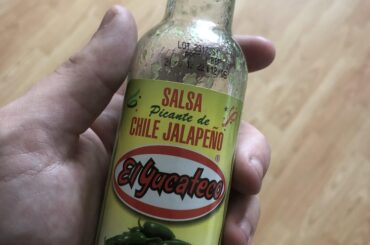 SALSA
Picante de
CHILE JALAPEÑO
El Yucateco